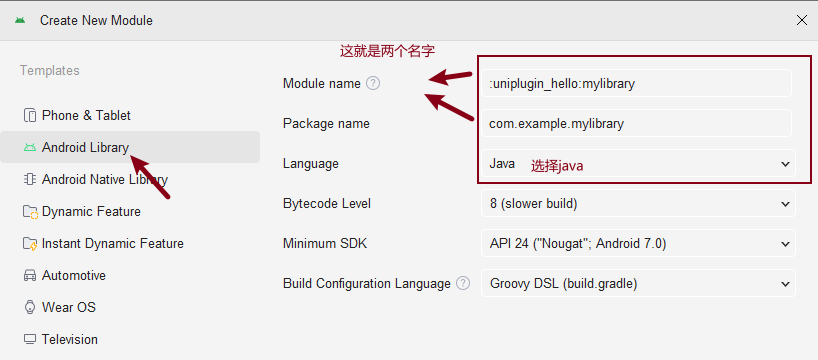 Create New Module
这就是两个名字
Templates
Phone & Tablet
Android Library
Android Native Library
Dynamic Feature
Instant Dynamic Feature
Automotive
Wear OS
Television
Module name ?
:uniplugin_hello:mylibrary
Package name
com.example.mylibrary
Language
Java 选择java
Bytecode Level
8 (slower build)
Minimum SDK
API 24 ("Nougat"; Android 7.0)
Build Configuration Language ?
Groovy DSL (build.gradle)